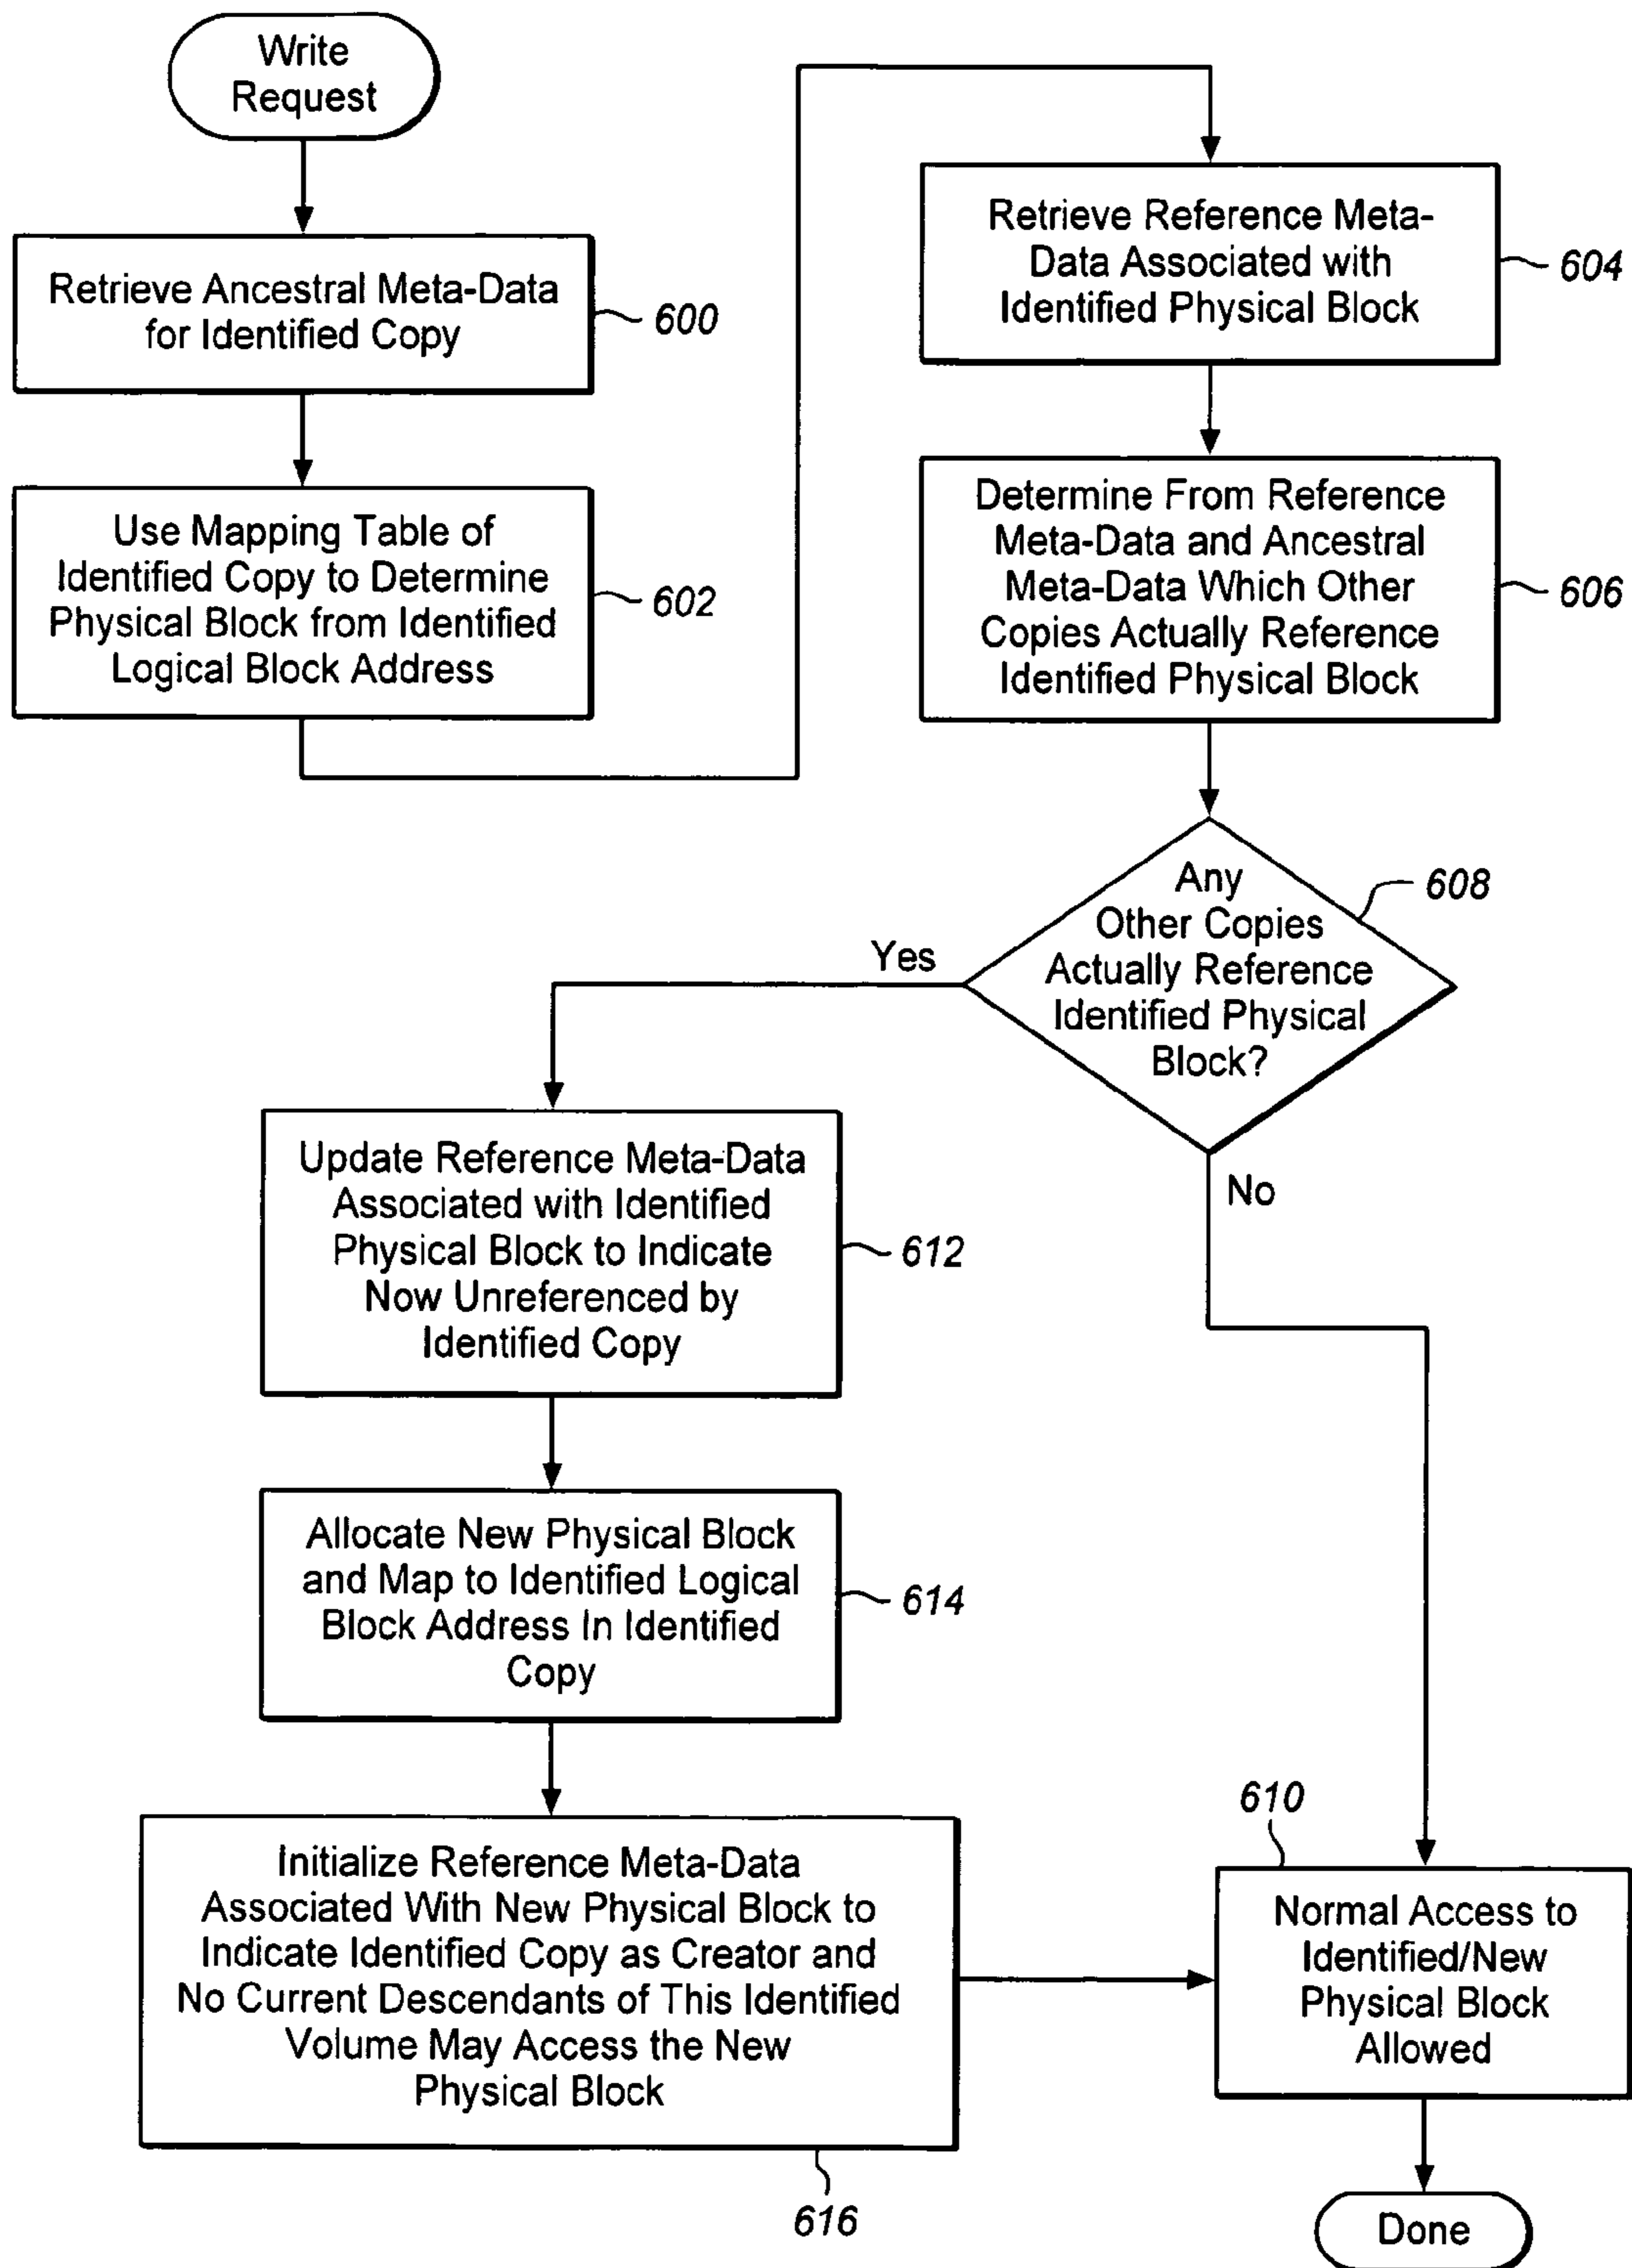 Write
Request
Retrieve Ancestral Meta-Data
for Identified Copy
600
Use Mapping Table of
Identified Copy to Determine
Physical Block from Identified
Logical Block Address
602
Retrieve Reference Meta-
Data Associated with
Identified Physical Block
604
Determine From Reference
Meta-Data and Ancestral
Meta-Data Which Other
Copies Actually Reference
Identified Physical Block
606
Any
Other Copies
Actually Reference
Identified Physical
Block?
608
Yes
No
Update Reference Meta-Data
Associated with Identified
Physical Block to Indicate
Now Unreferenced by
Identified Copy
612
Allocate New Physical Block
and Map to Identified Logical
Block Address In Identified
Copy
614
Initialize Reference Meta-Data
Associated With New Physical Block to
Indicate Identified Copy as Creator and
No Current Descendants of This Identified
Volume May Access the New
Physical Block
616
610
Normal Access to
Identified/New
Physical Block
Allowed
Done